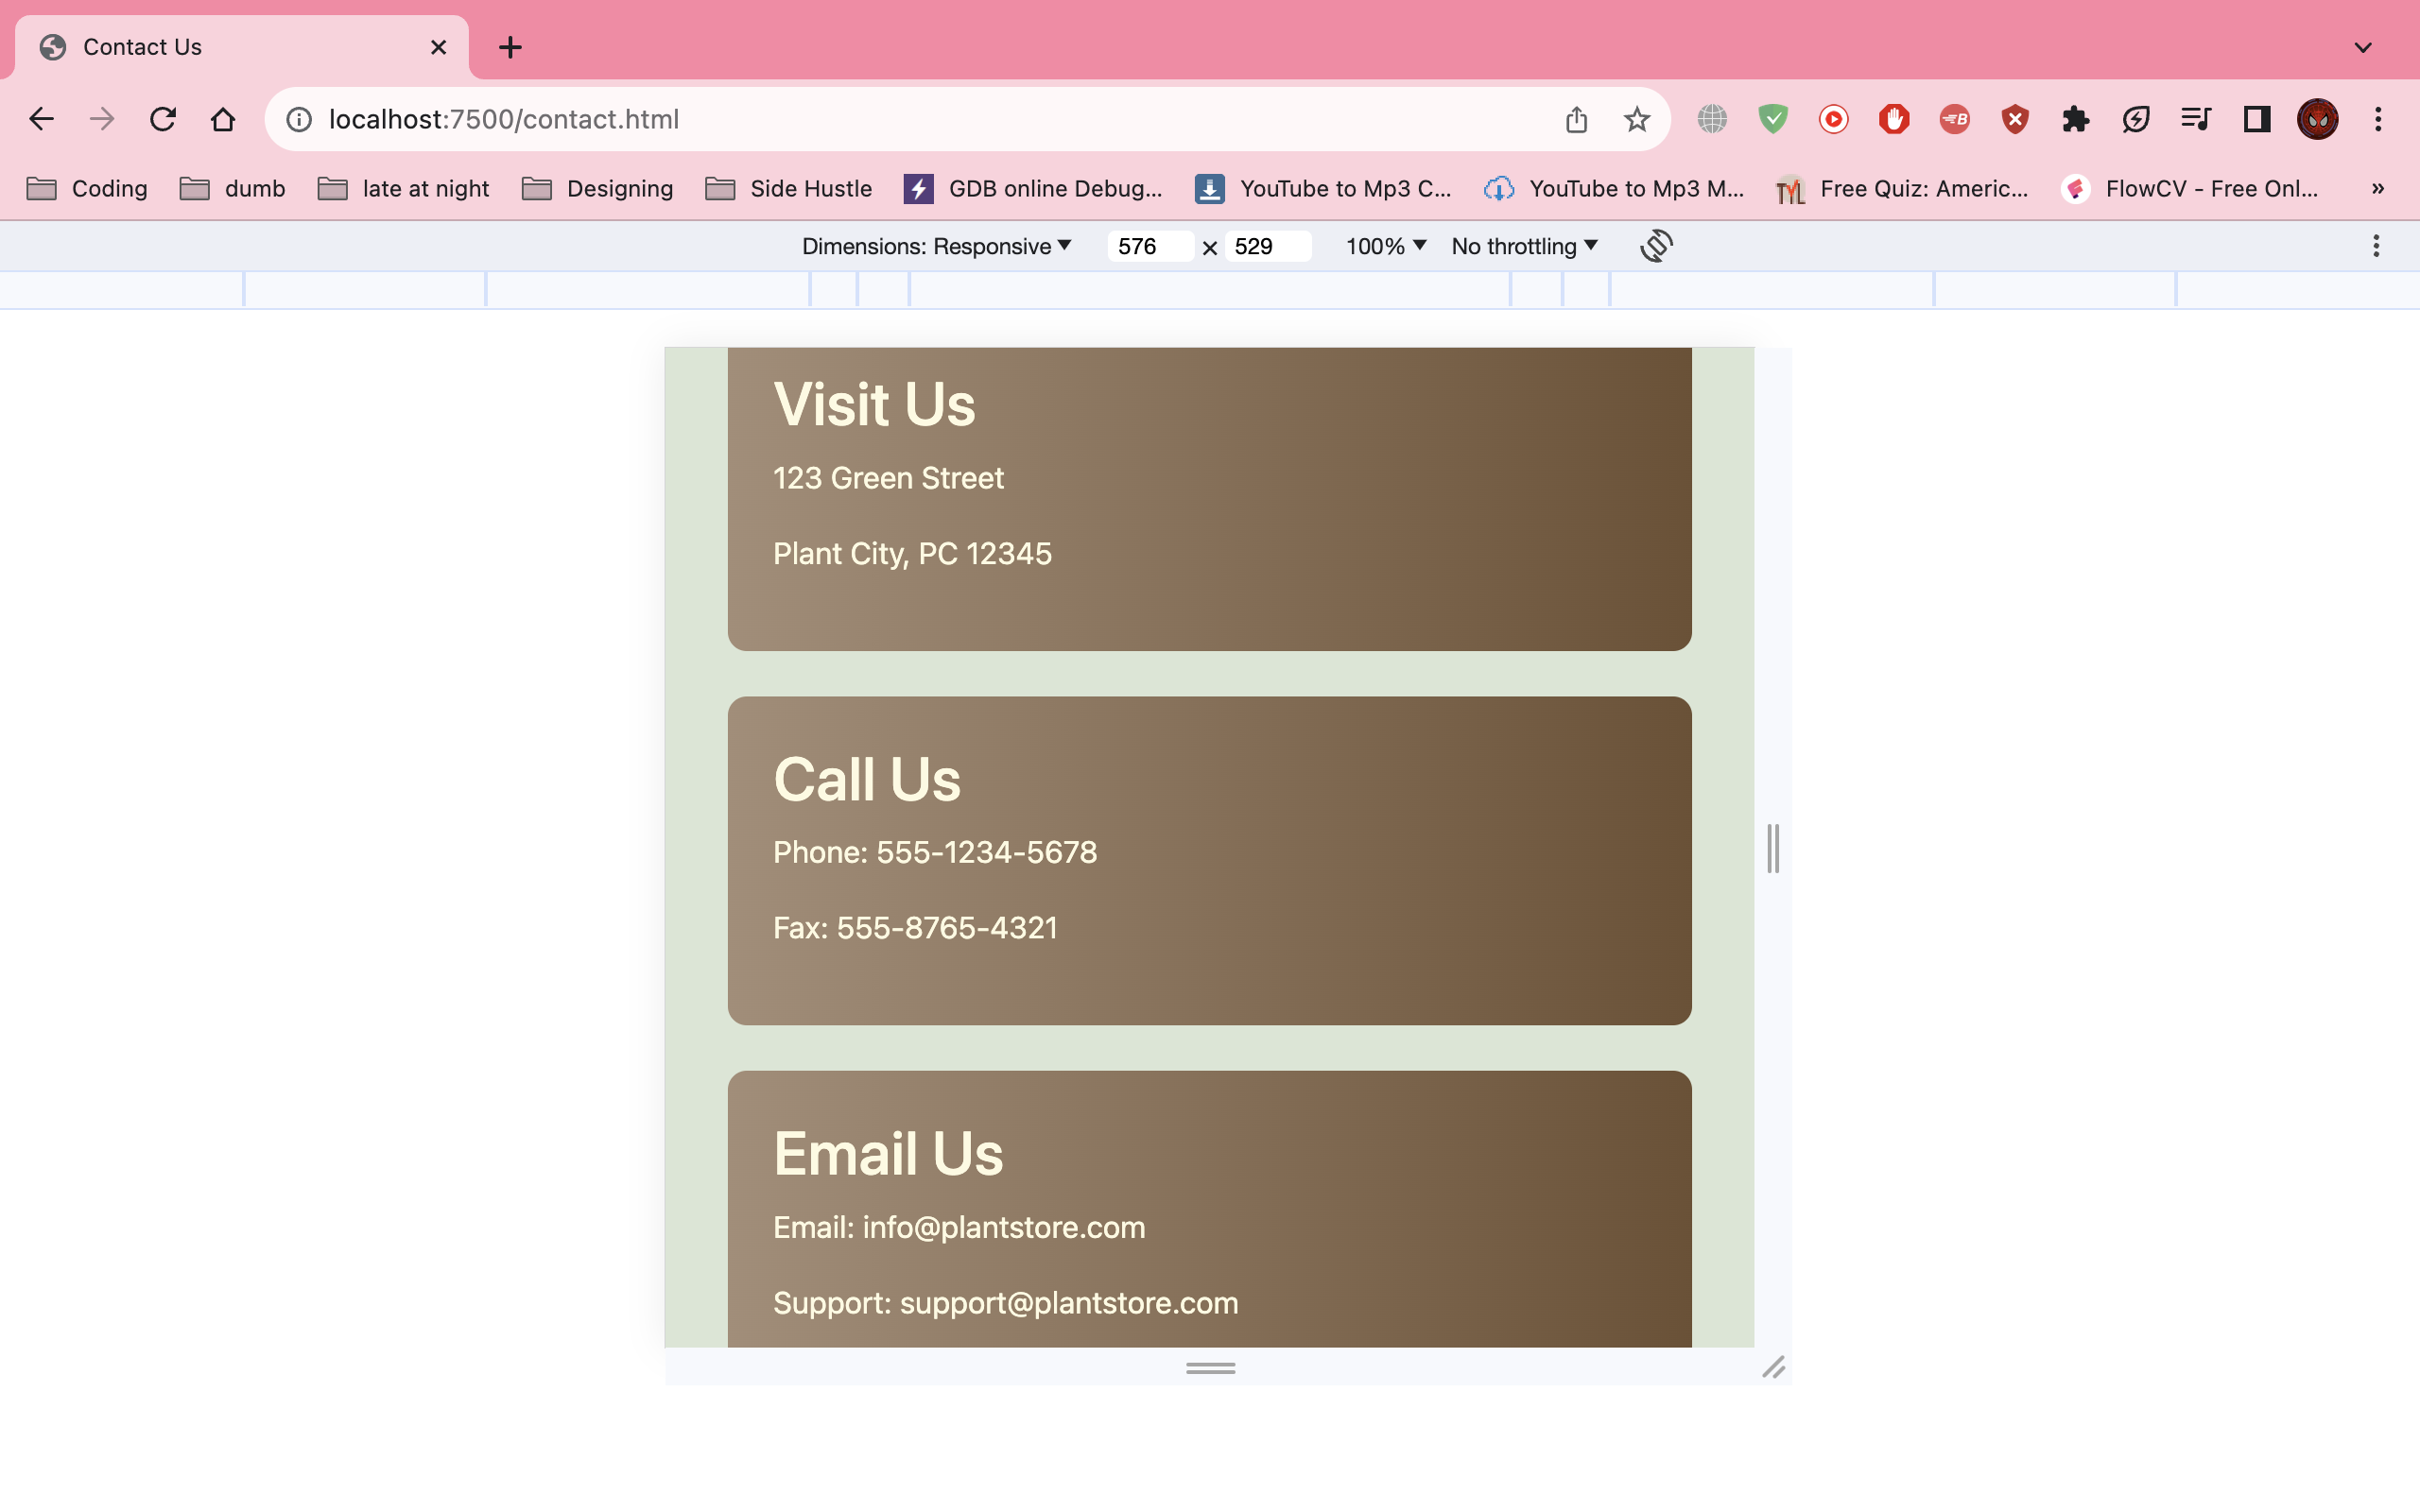 Contact Us
localhost:7500/contact.html
Coding
dumb
late at night
Designing
Side Hustle
GDB online Debug...
YouTube to Mp3 C...
YouTube to Mp3 M...
Free Quiz: Americ...
FlowCV - Free Onl...
Dimensions: Responsive
576 × 529
100%
No throttling
Visit Us
123 Green Street
Plant City, PC 12345
Call Us
Phone: 555-1234-5678
Fax: 555-8765-4321
Email Us
Email: info@plantstore.com
Support: support@plantstore.com